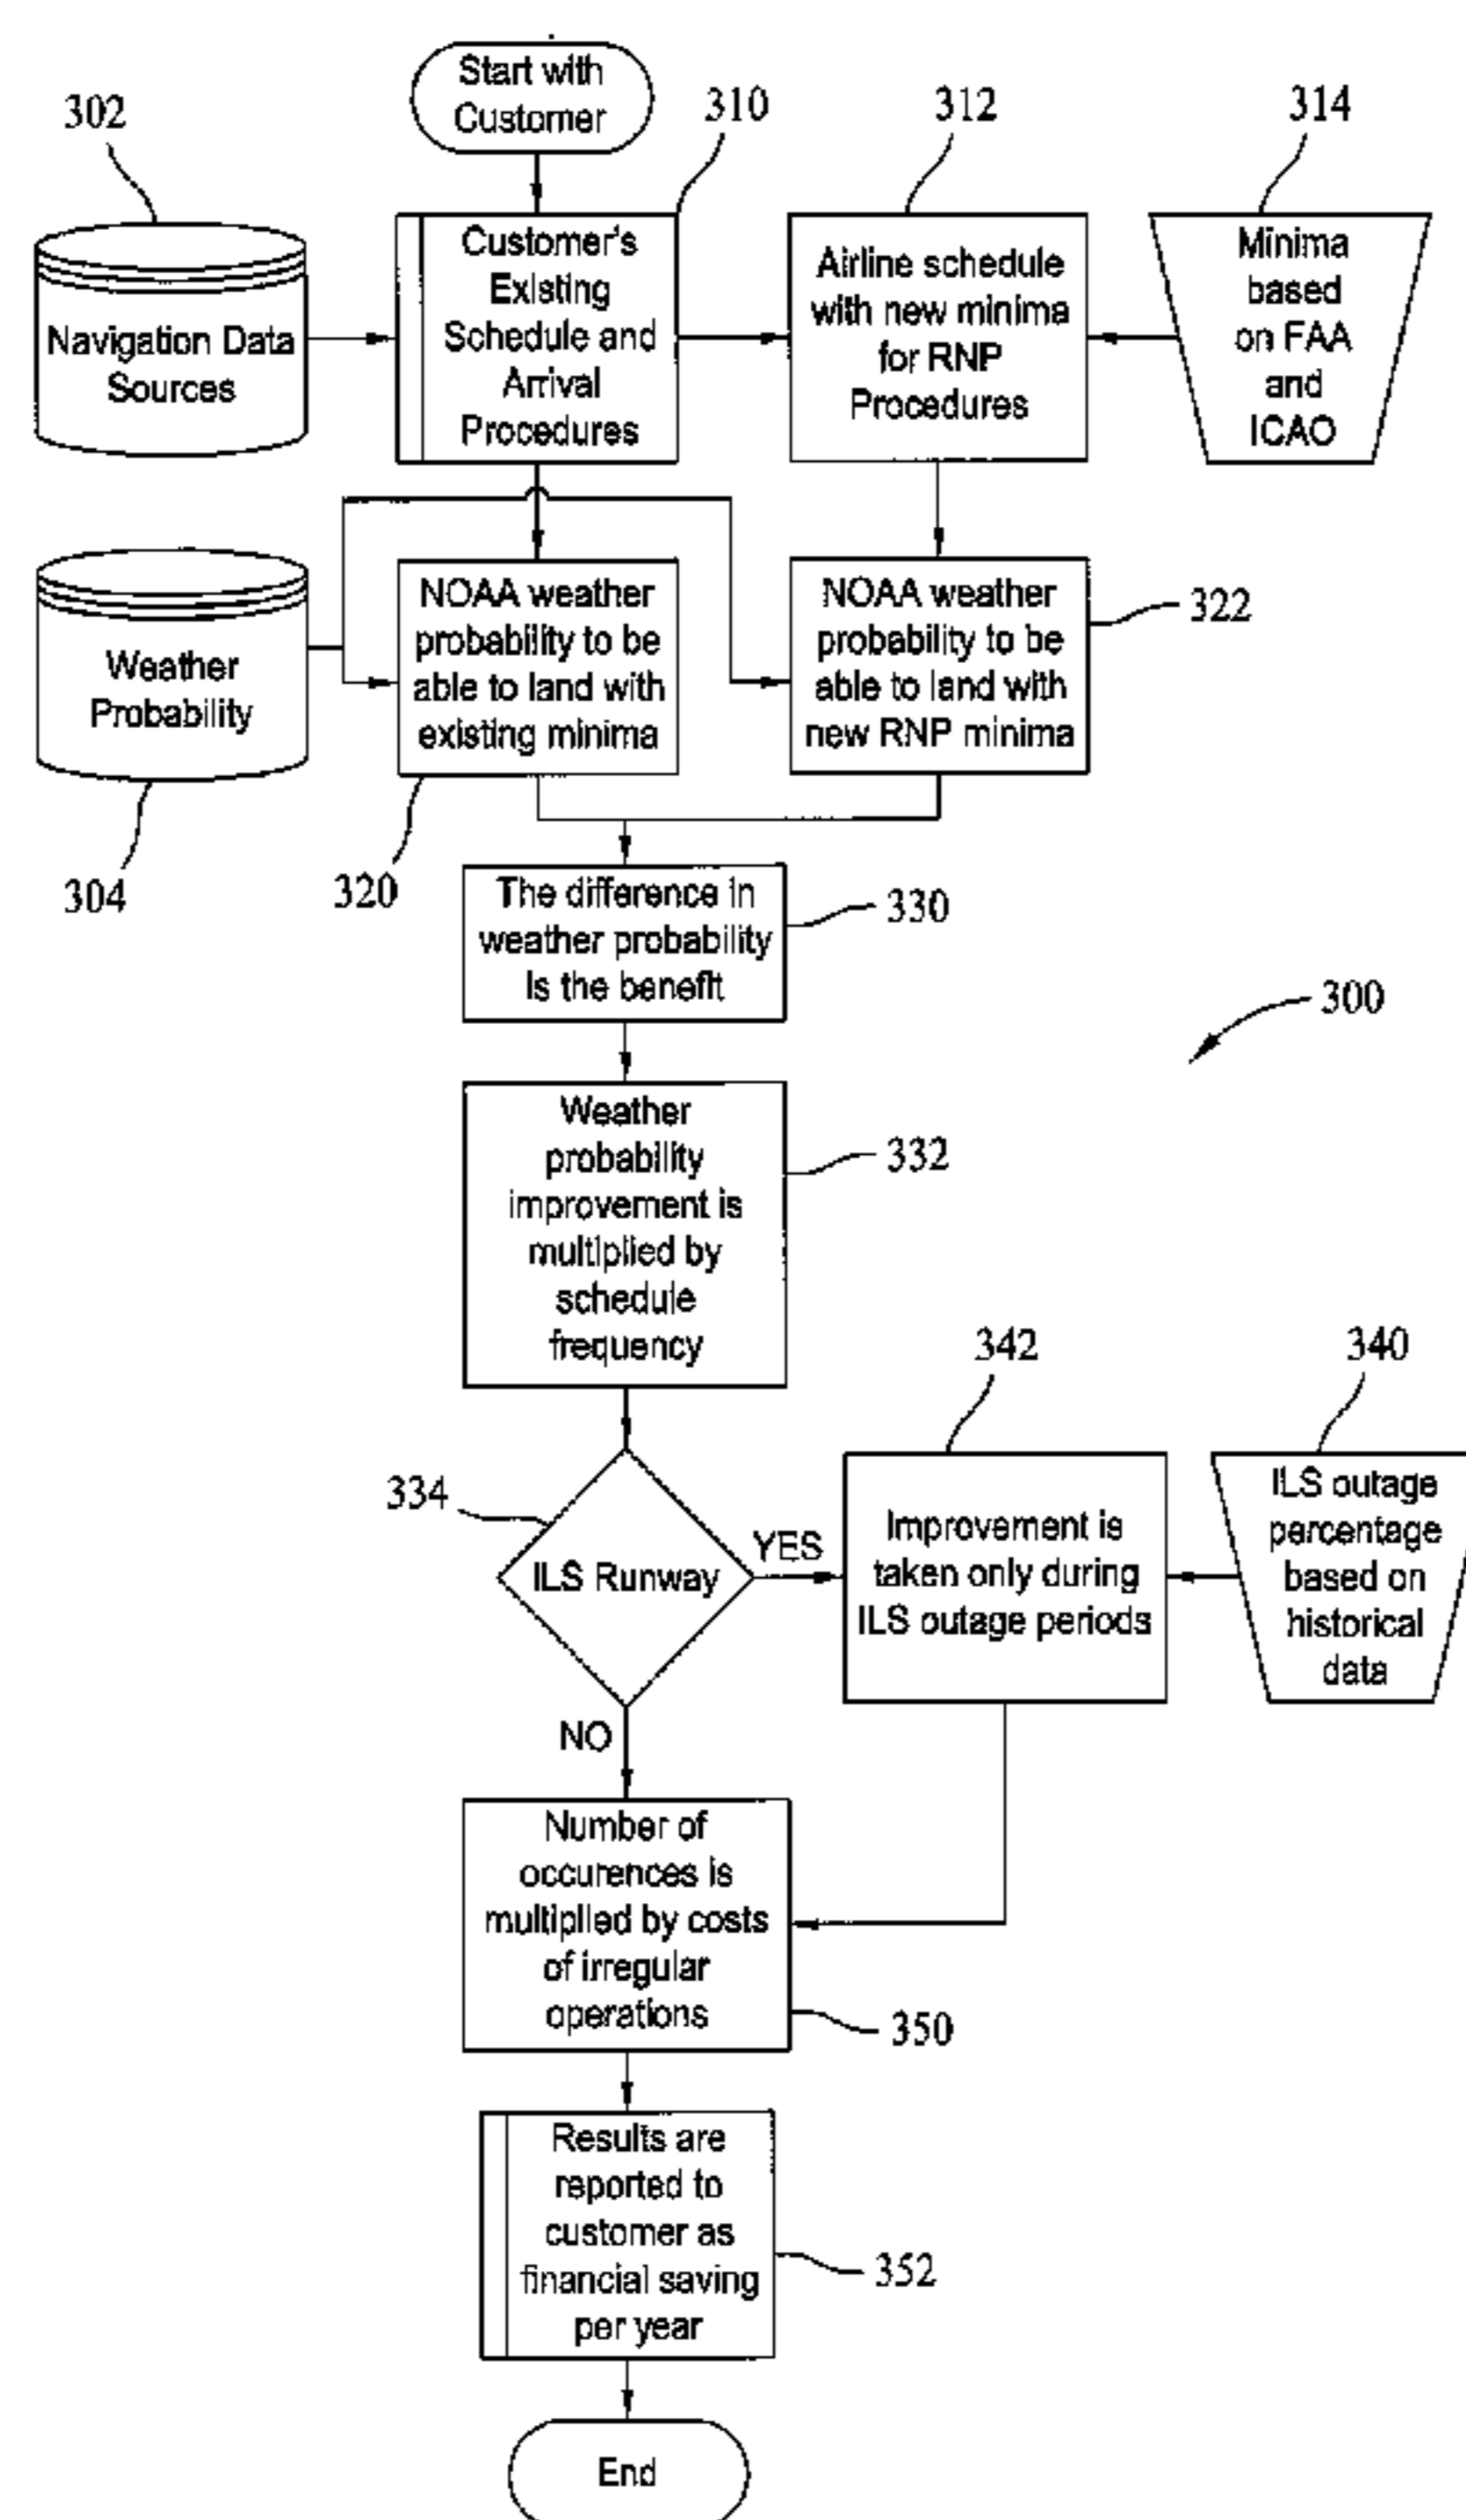 Start with
Customer
302
310
312
314
Navigation Data
Sources
Customer's
Existing
Schedule and
Arrival
Procedures
Airline schedule
with new minima
for RNP
Procedures
Minima
based
on FAA
and
ICAO
Weather
Probability
304
NOAA weather
probability to be
able to land with
existing minima
320
NOAA weather
probability to be
able to land with
new RNP minima
322
The difference in
weather probability
is the benefit
330
300
Weather
probability
improvement is
multiplied by
schedule
frequency
332
342
340
334
ILS Runway
YES
Improvement is
taken only during
ILS outage periods
ILS outage
percentage
based on
historical
data
NO
Number of
occurences is
multiplied by costs
of irregular
operations
350
Results are
reported to
customer as
financial saving
per year
352
End